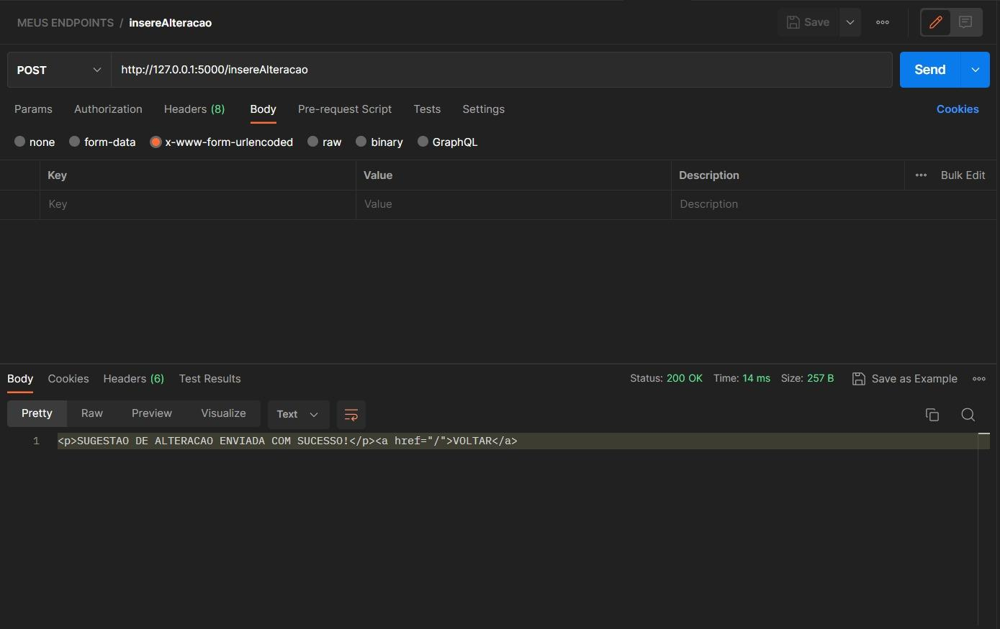 MEUS ENDPOINTS / insereAlteracao Save
POST http://127.0.0.1:5000/insereAlteracao Send
Params Authorization Headers (8) Body Pre-request Script Tests Settings Cookies
none form-data x-www-form-urlencoded raw binary GraphQL
Key Value Description Bulk Edit
Key Value Description
Body Cookies Headers (6) Test Results Status: 200 OK Time: 14 ms Size: 257 B Save as Example
Pretty Raw Preview Visualize Text
1 <p>SUGESTAO DE ALTERACAO ENVIADA COM SUCESSO!</p><a href="/">VOLTAR</a>